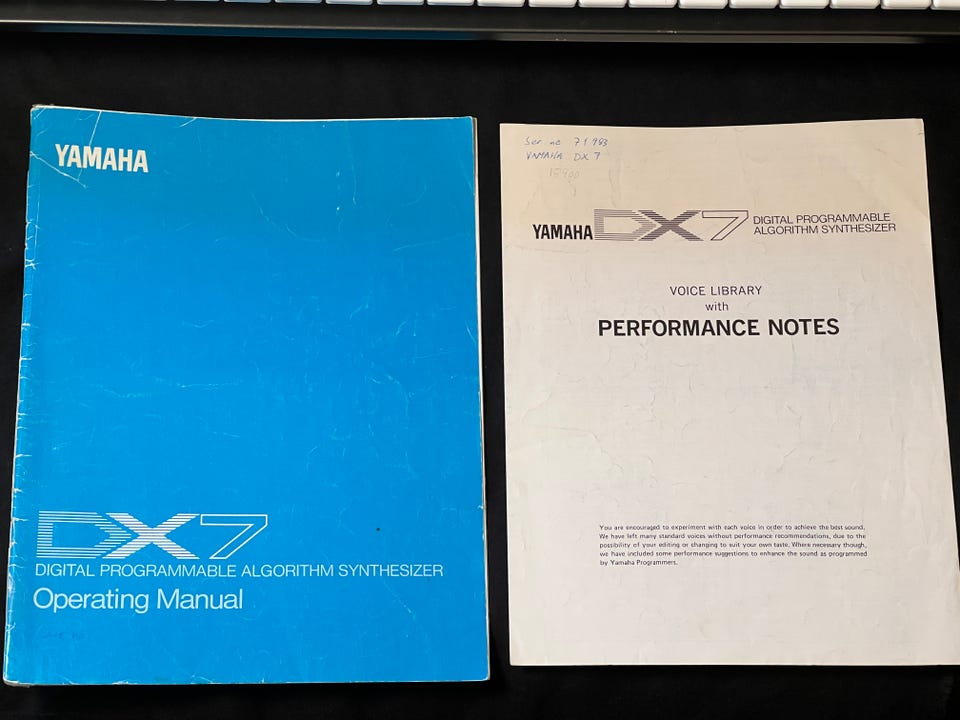 YAMAHA
DX7
DIGITAL PROGRAMMABLE ALGORITHM SYNTHESIZER
Operating Manual
Ser no
YAMAHA DX 7
YAMAHA DX7 DIGITAL PROGRAMMABLE
ALGORITHM SYNTHESIZER
VOICE LIBRARY
with
PERFORMANCE NOTES
You are encouraged to experiment with each voice in order to achieve the best sound.
We have left many standard voices without performance recommendations, due to the
possibility of your editing or changing to suit your own taste. Where necessary though,
we have included some performance suggestions to enhance the sound as programmed
by Yamaha Programmers.